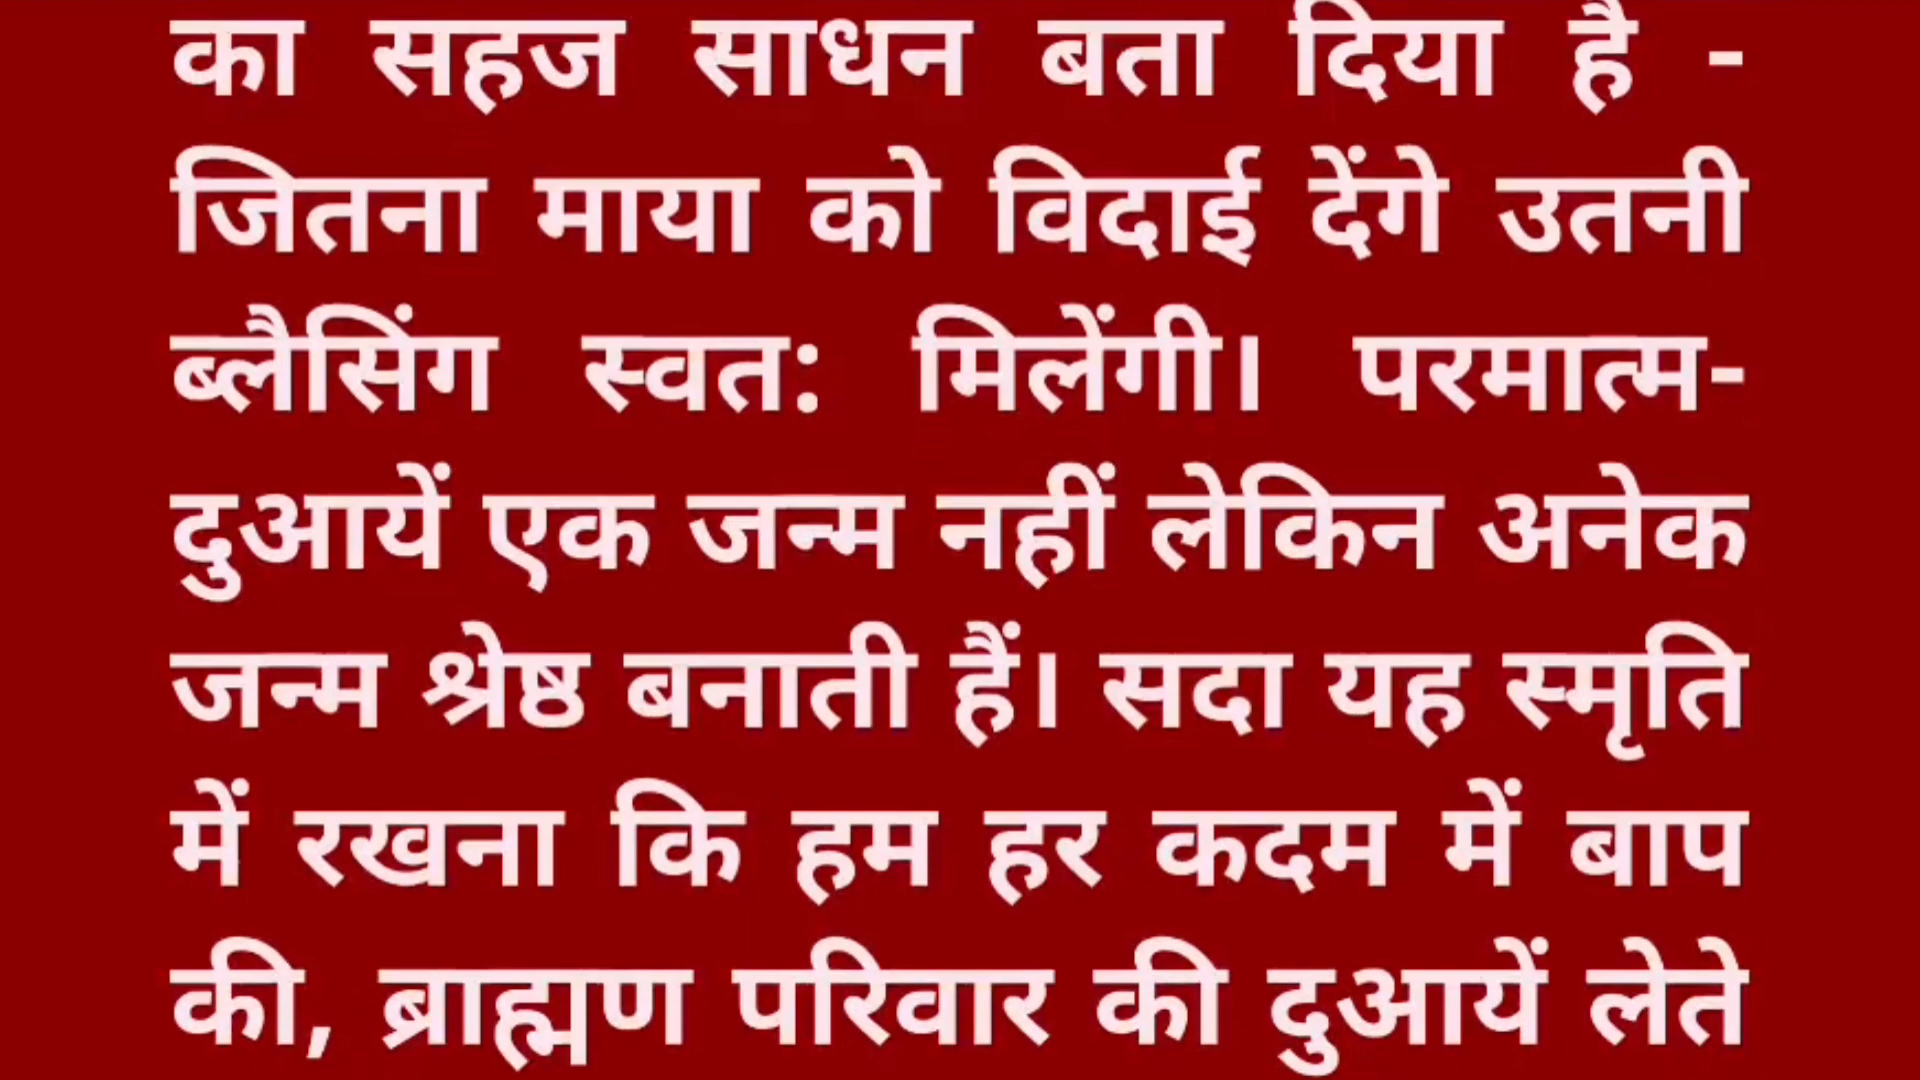 का सहज साधन बता दिया है -
जितना माया को विदाई देंगे उतनी
ब्लैसिंग स्वत: मिलेंगी। परमात्म-
दुआयें एक जन्म नहीं लेकिन अनेक
जन्म श्रेष्ठ बनाती हैं। सदा यह स्मृति
में रखना कि हम हर कदम में बाप
की, ब्राह्मण परिवार की दुआयें लेते